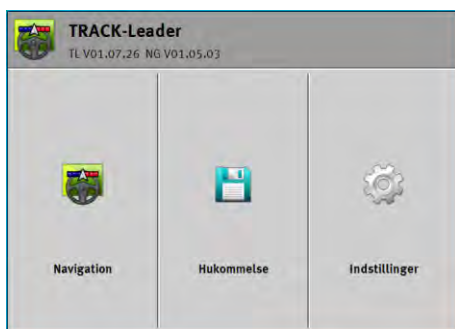 TRACK-Leader
TL V01.07.26 NG V01.05.03
Navigation
Hukommelse
Indstillinger